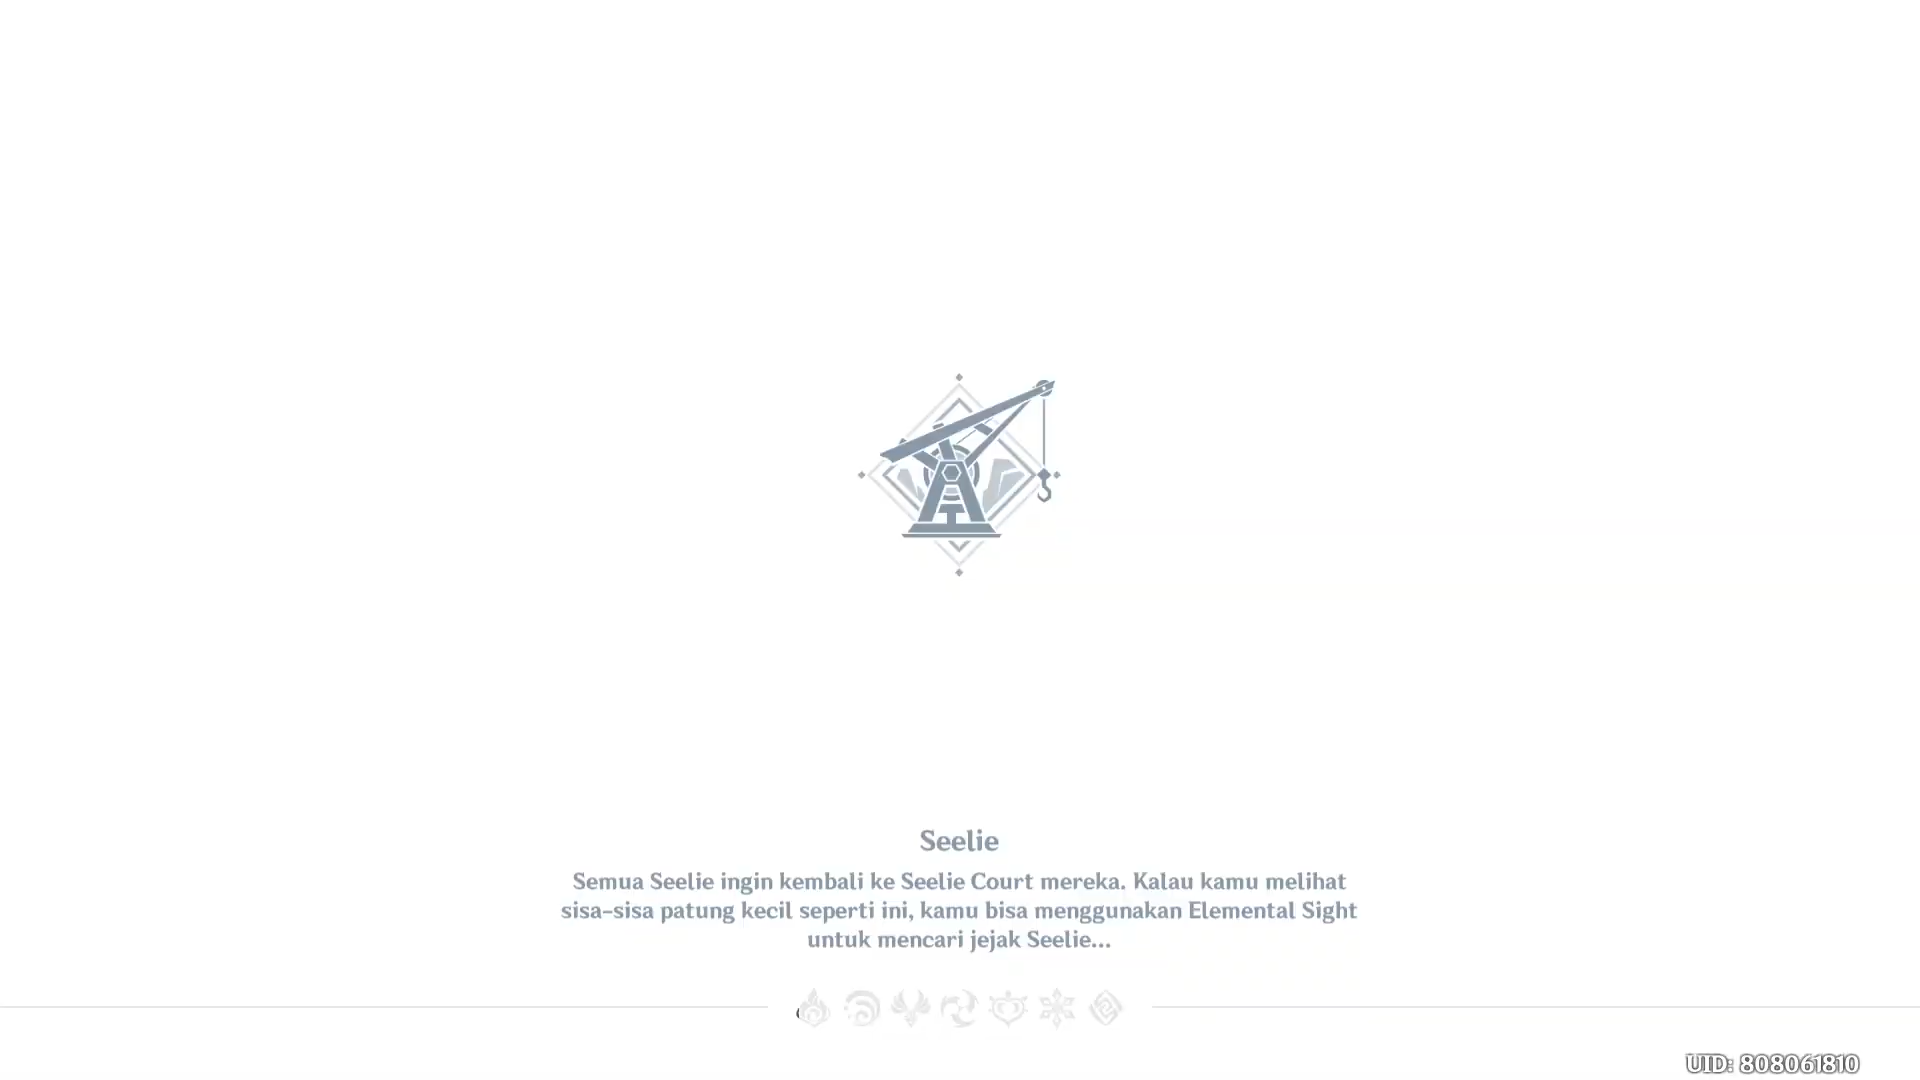 Seelie
Semua Seelie ingin kembali ke Seelie Court mereka. Kalau kamu melihat
sisa-sisa patung kecil seperti ini, kamu bisa menggunakan Elemental Sight
untuk mencari jejak Seelie...
UID: 808061810